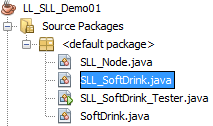 LL_SLL_Demo01
Source Packages
<default package>
SLL_Node.java
SLL_SoftDrink.java
SLL_SoftDrink_Tester.java
SoftDrink.java